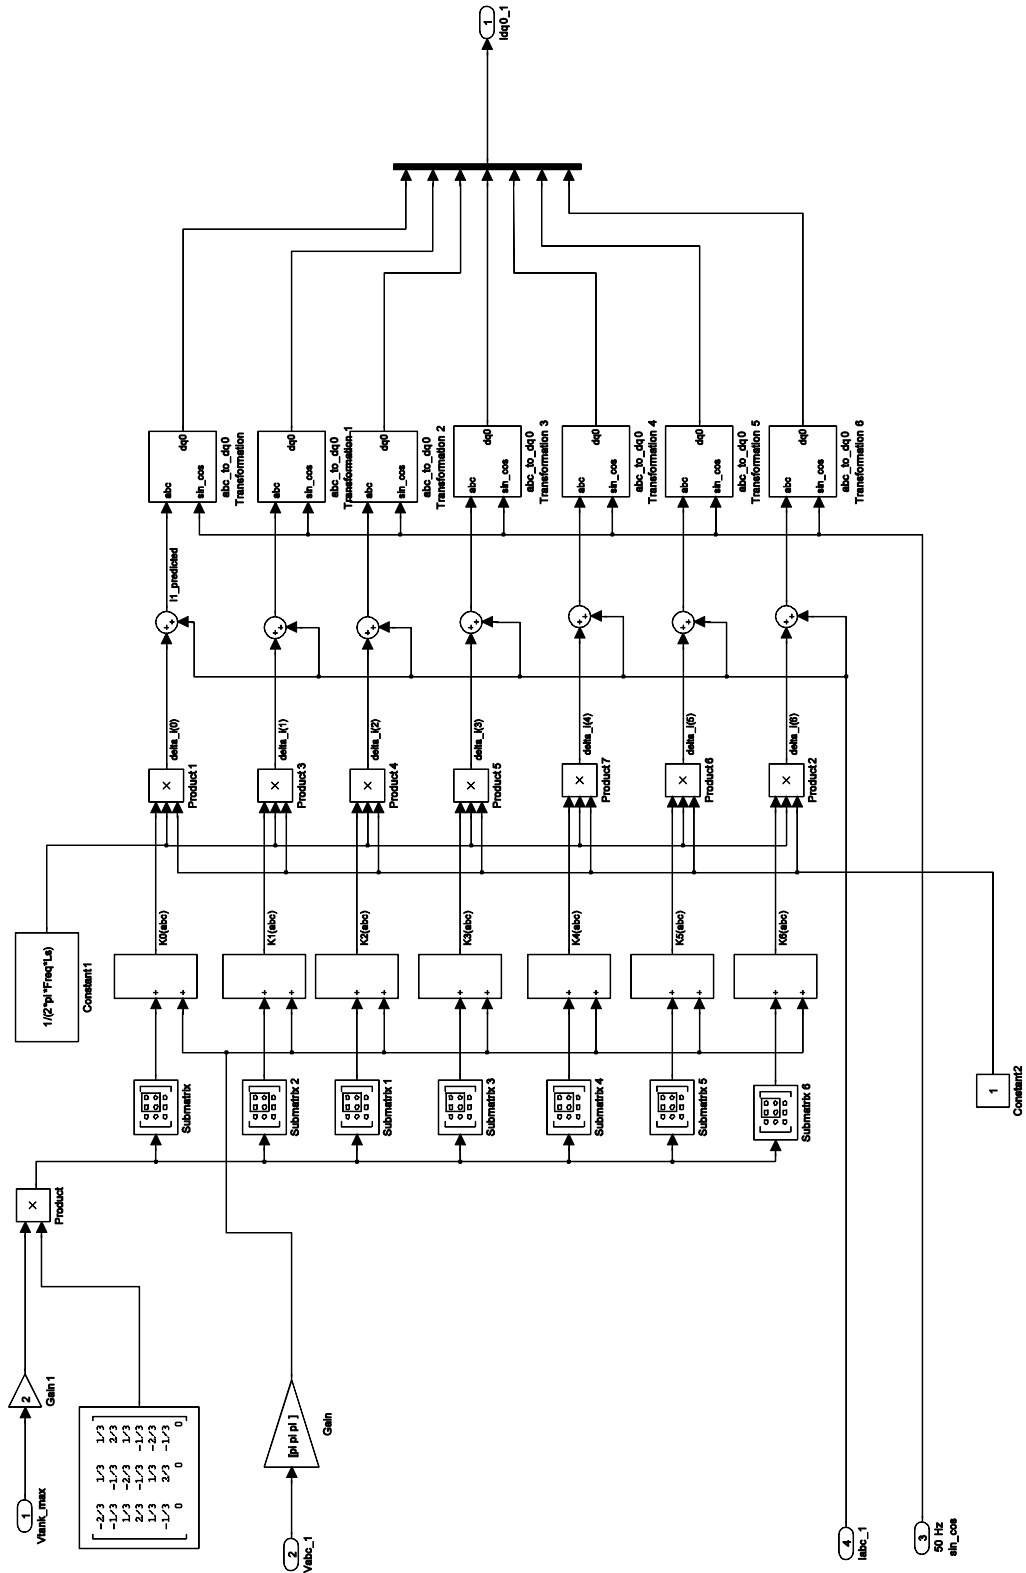 1
Vtank_max
2
Gain 1
-2/3 1/3 1/3
-1/3 -1/3 2/3
1/3 -2/3 1/3
2/3 -1/3 -1/3
1/3 1/3 -2/3
-1/3 2/3 -1/3
0 0 0
2
Vabc_1
[pi pi pi ]
Gain
4
Iabc_1
3
50 Hz
sin_cos
×
Product
Submatrix
Submatrix 2
Submatrix 1
Submatrix 3
Submatrix 4
Submatrix 5
Submatrix 6
1
Constant2
1/(2*pi *Freq*Ls)
Constant 1
+
+
K0(abc)
+
+
K1(abc)
+
+
K2(abc)
+
+
K3(abc)
+
+
K4(abc)
+
+
K5(abc)
+
+
K6(abc)
×
Product 1
×
Product 3
×
Product 4
×
Product 5
×
Product 7
×
Product 6
×
Product 2
delta_i(0)
delta_i(1)
delta_i(2)
delta_i(3)
delta_i(4)
delta_i(5)
delta_i(6)
+
+
+
+
+
+
+
+
+
+
+
+
+
+
I1_predicted
abc
sin_cos
dq0
abc_to_dq0
Transformation
abc
sin_cos
dq0
abc_to_dq0
Transformation 1
abc
sin_cos
dq0
abc_to_dq0
Transformation 2
abc
sin_cos
dq0
abc_to_dq0
Transformation 3
abc
sin_cos
dq0
abc_to_dq0
Transformation 4
abc
sin_cos
dq0
abc_to_dq0
Transformation 5
abc
sin_cos
dq0
abc_to_dq0
Transformation 6
1
Idq0_1